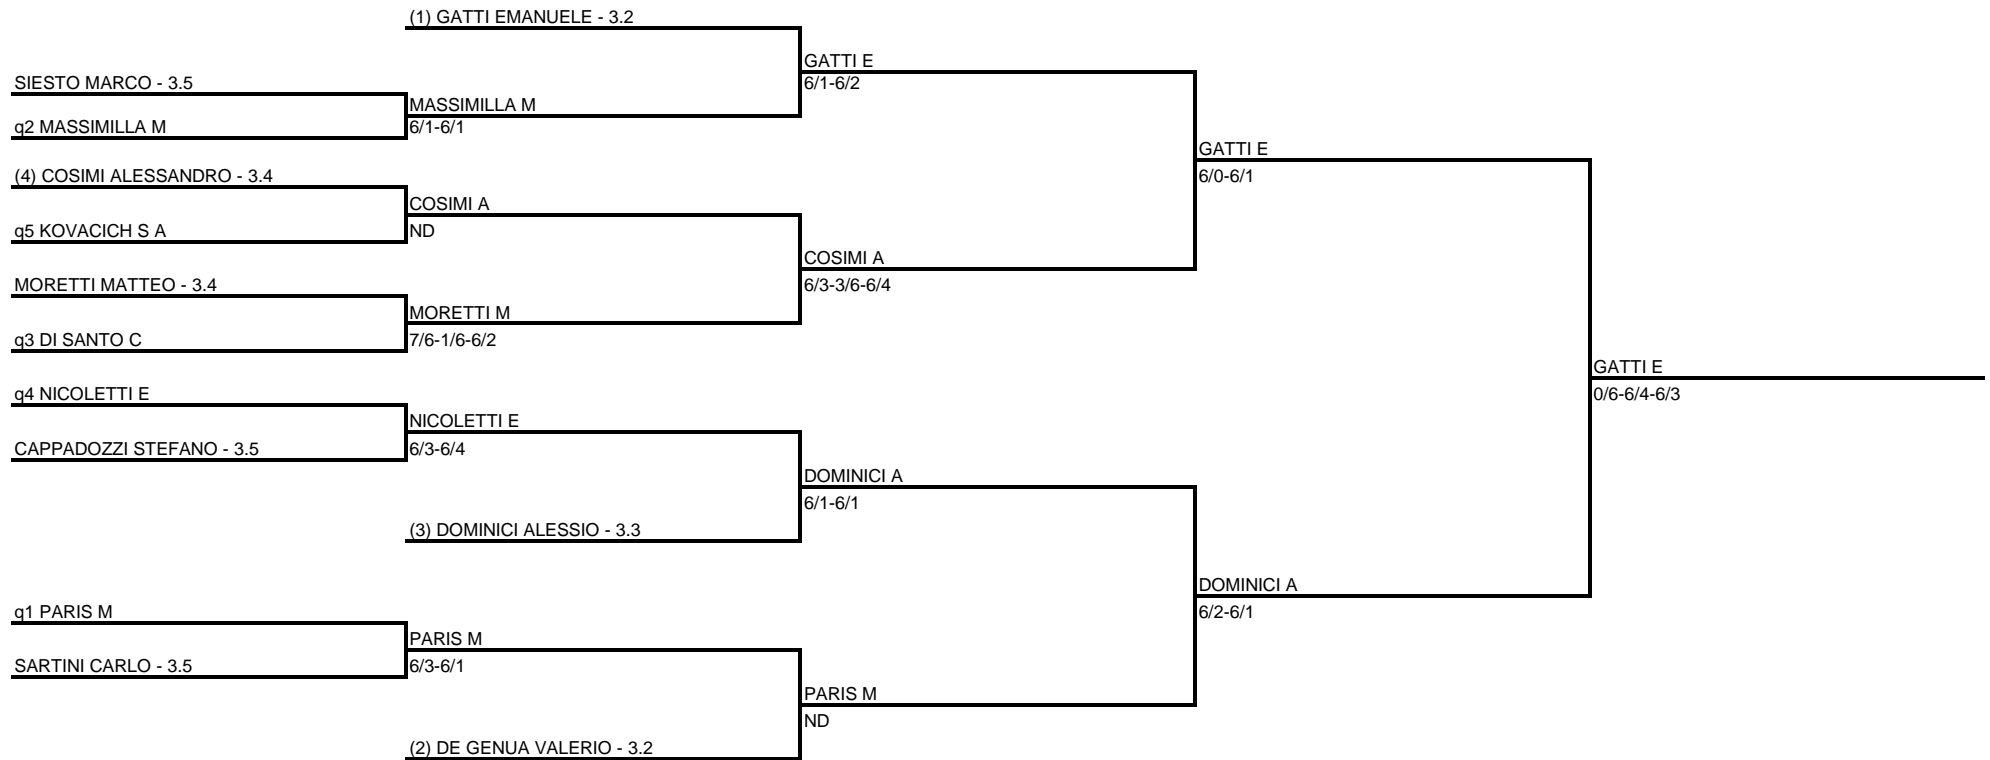 (1) GATTI EMANUELE - 3.2
GATTI E
6/1-6/2
SIESTO MARCO - 3.5
MASSIMILLA M
6/1-6/1
q2 MASSIMILLA M
GATTI E
6/0-6/1
(4) COSIMI ALESSANDRO - 3.4
COSIMI A
ND
q5 KOVACICH S A
COSIMI A
6/3-3/6-6/4
MORETTI MATTEO - 3.4
MORETTI M
7/6-1/6-6/2
q3 DI SANTO C
GATTI E
0/6-6/4-6/3
q4 NICOLETTI E
NICOLETTI E
6/3-6/4
CAPPADOZZI STEFANO - 3.5
DOMINICI A
6/1-6/1
(3) DOMINICI ALESSIO - 3.3
DOMINICI A
6/2-6/1
q1 PARIS M
PARIS M
6/3-6/1
SARTINI CARLO - 3.5
PARIS M
ND
(2) DE GENUA VALERIO - 3.2